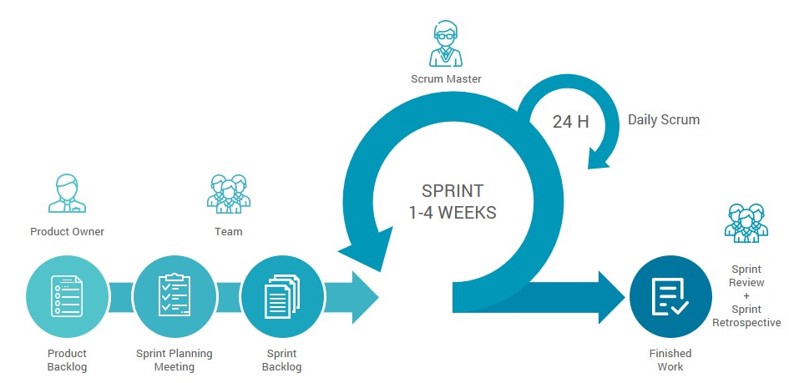 Scrum Master
24 H
Daily Scrum
SPRINT
1-4 WEEKS
Product Owner
Team
Sprint
Review
+
Sprint
Retrospective
Product
Backlog
Sprint Planning
Meeting
Sprint
Backlog
Finished
Work